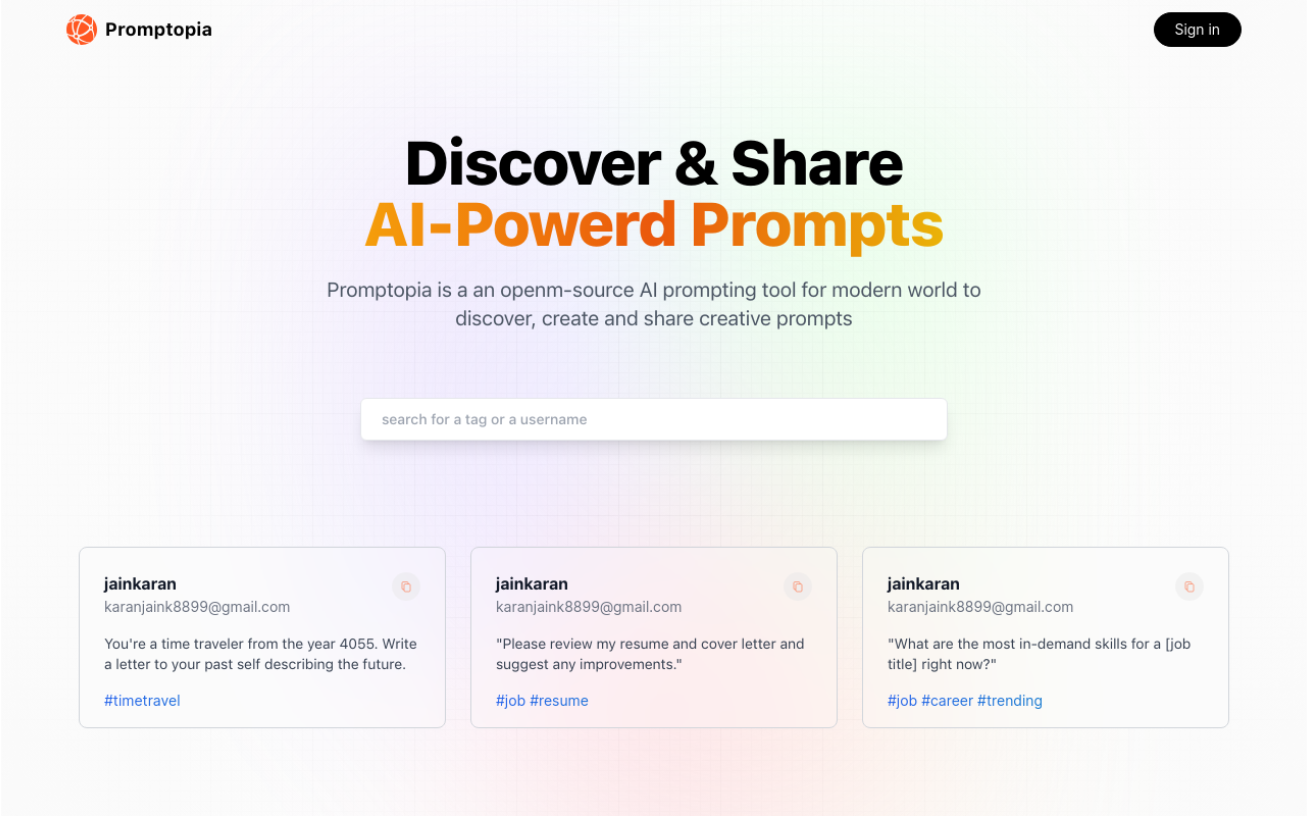 Promptopia
Sign in
Discover & Share
AI-Powerd Prompts
Promptopia is a an openm-source AI prompting tool for modern world to
discover, create and share creative prompts
search for a tag or a username
jainkaran
karanjaink8899@gmail.com
You're a time traveler from the year 4055. Write
a letter to your past self describing the future.
#timetravel
jainkaran
karanjaink8899@gmail.com
"Please review my resume and cover letter and
suggest any improvements."
#job #resume
jainkaran
karanjaink8899@gmail.com
"What are the most in-demand skills for a [job
title] right now?"
#job #career #trending